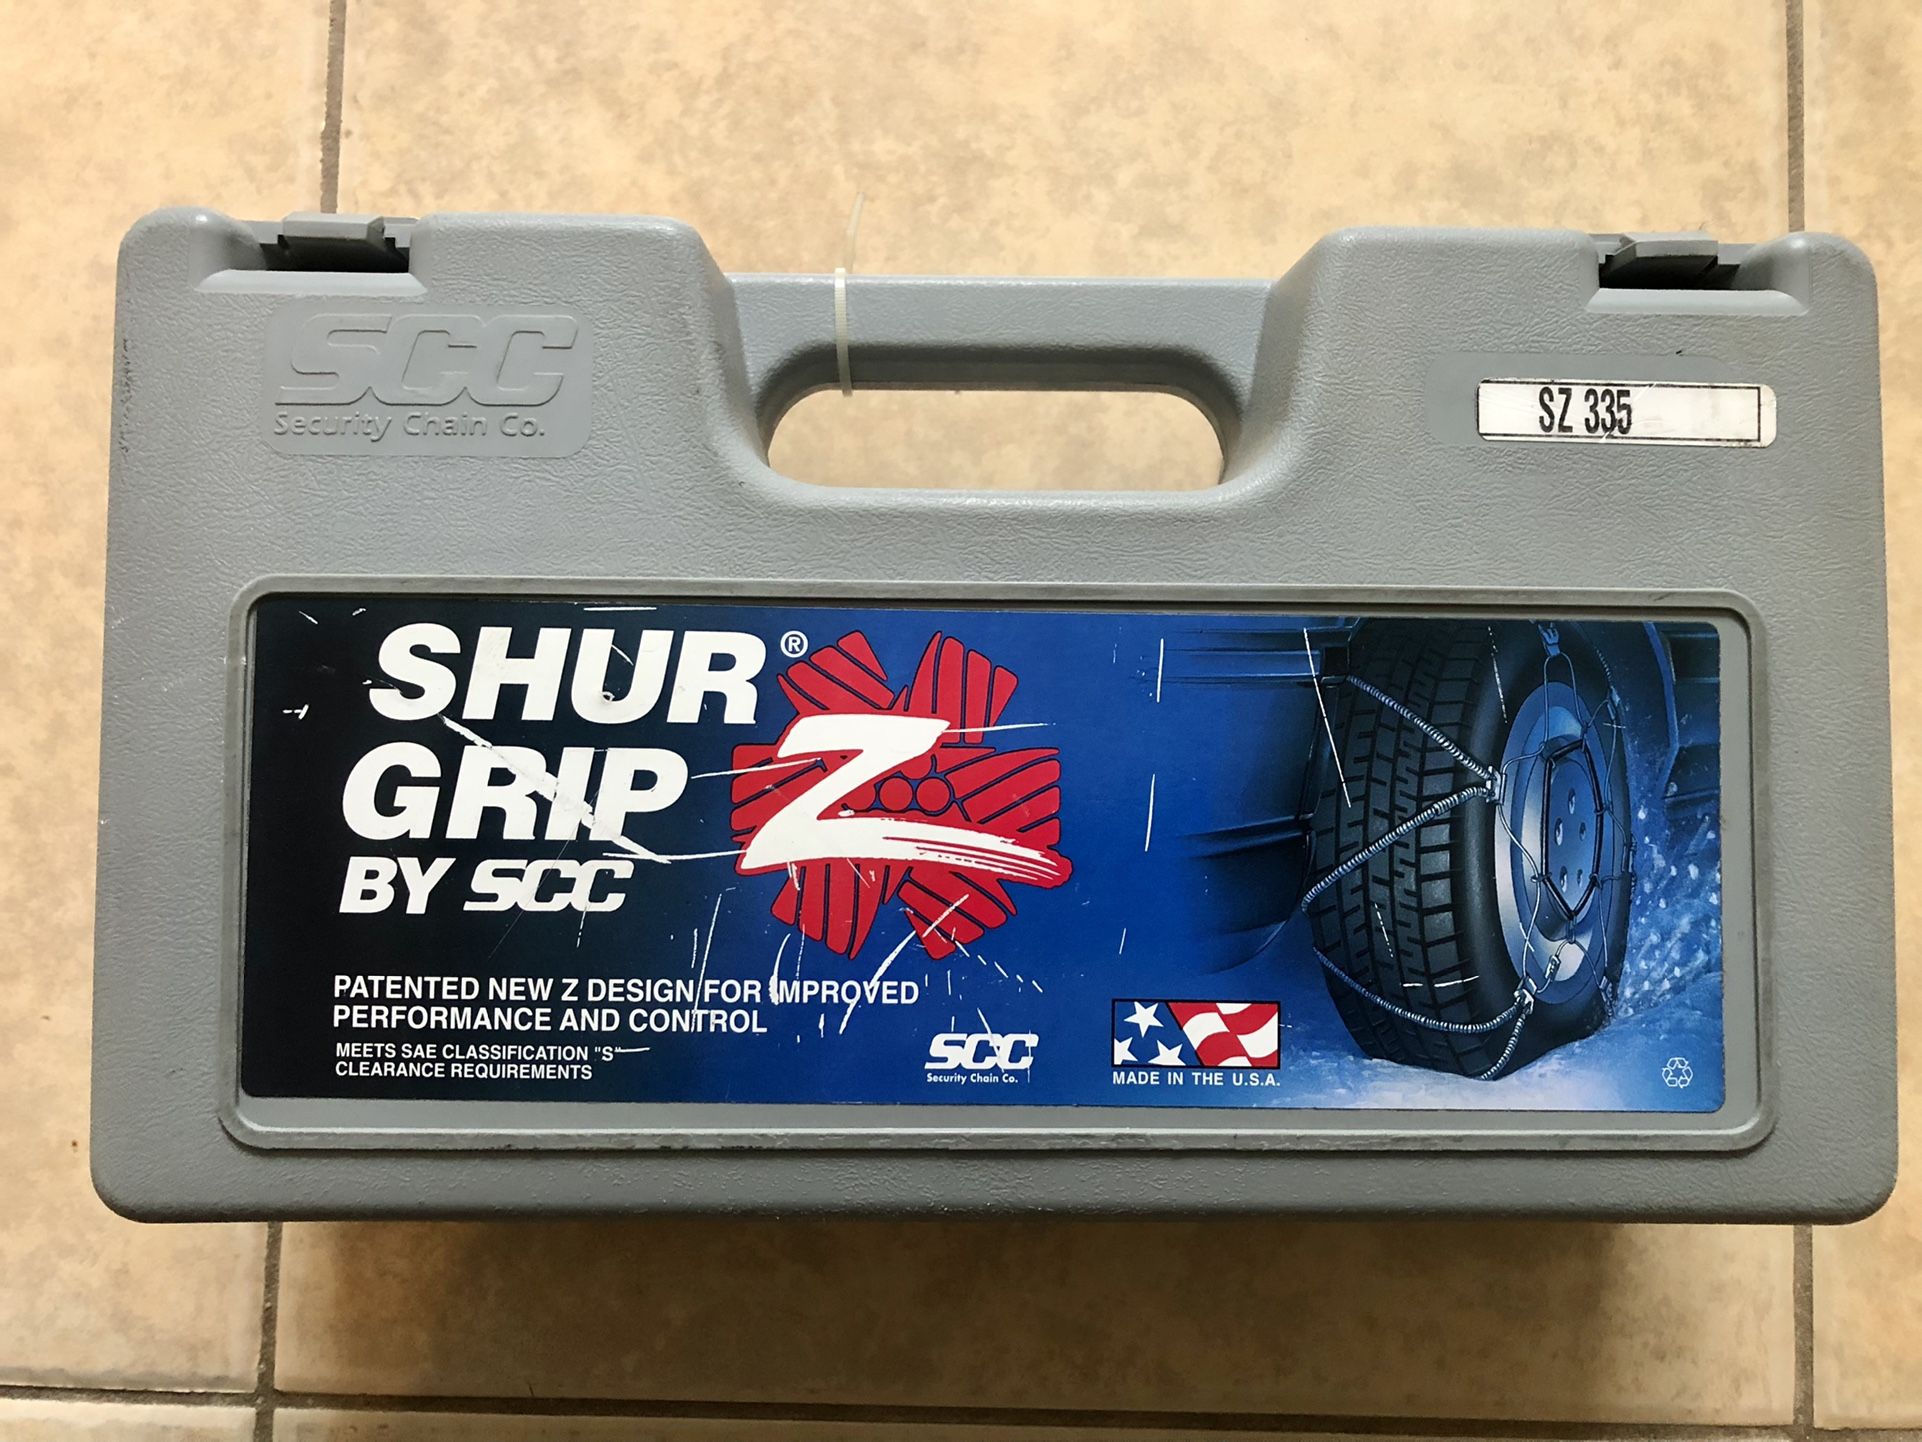 SCC
Security Chain Co.
SZ 335
SHUR®
GRIP Z
BY SCC
PATENTED NEW Z DESIGN FOR IMPROVED
PERFORMANCE AND CONTROL
MEETS SAE CLASSIFICATION "S"
CLEARANCE REQUIREMENTS
SCC
Security Chain Co.
MADE IN THE U.S.A.